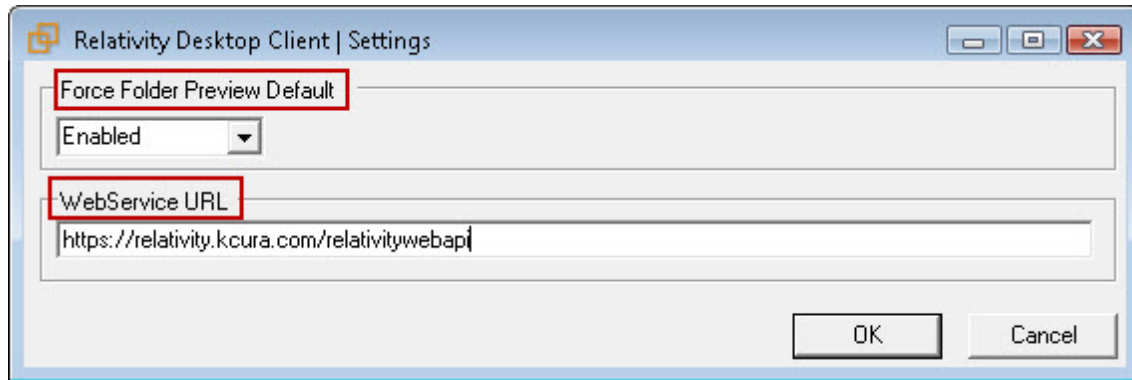 Relativity Desktop Client | Settings
Force Folder Preview Default
Enabled
WebService URL
https://relativity.kcura.com/relativitywebapi
OK Cancel